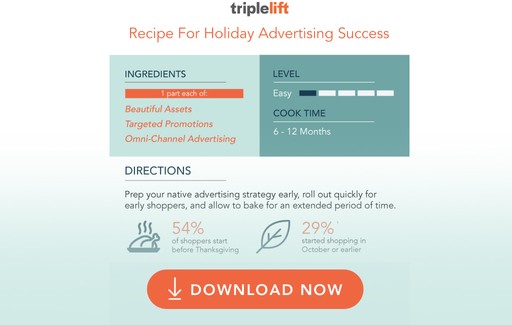 triplelift
Recipe For Holiday Advertising Success
INGREDIENTS
1 part each of:
Beautiful Assets
Targeted Promotions
Omni-Channel Advertising
LEVEL
Easy
COOK TIME
6 - 12 Months
DIRECTIONS
Prep your native advertising strategy early, roll out quickly for
early shoppers, and allow to bake for an extended period of time.
54%
of shoppers start
before Thanksgiving
29%
started shopping in
October or earlier
DOWNLOAD NOW